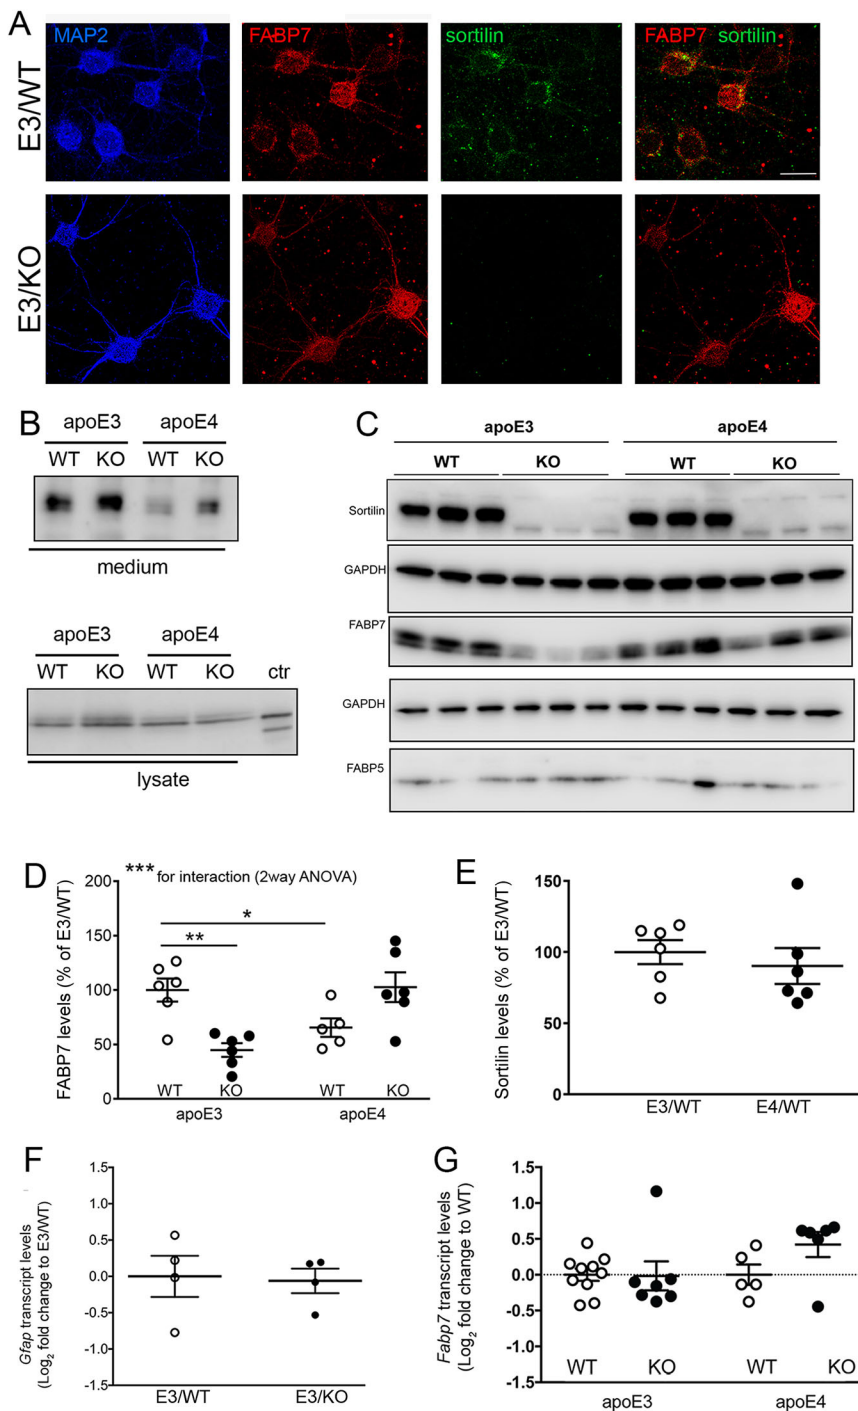 A
MAP2 FABP7 sortilin FABP7 sortilin
E3/WT
E3/KO
B
apoE3 apoE4
WT KO WT KO
medium
apoE3 apoE4
WT KO WT KO ctr
lysate
C
apoE3 apoE4
WT KO WT KO
Sortilin
GAPDH
FABP7
GAPDH
FABP5
D
*** for interaction (2way ANOVA)
FABP7 levels (% of E3/WT)
200
150
100
50
0
*
**
WT KO WT KO
apoE3 apoE4
E
Sortilin levels (% of E3/WT)
150
100
50
0
E3/WT E4/WT
F
Gfap transcript levels
(Log2 fold change to E3/WT)
1.5
1.0
0.5
0.0
-0.5
-1.0
-1.5
E3/WT E3/KO
G
Fabp7 transcript levels
(Log2 fold change to WT)
1.5
1.0
0.5
0.0
-0.5
-1.0
-1.5
WT KO WT KO
apoE3 apoE4